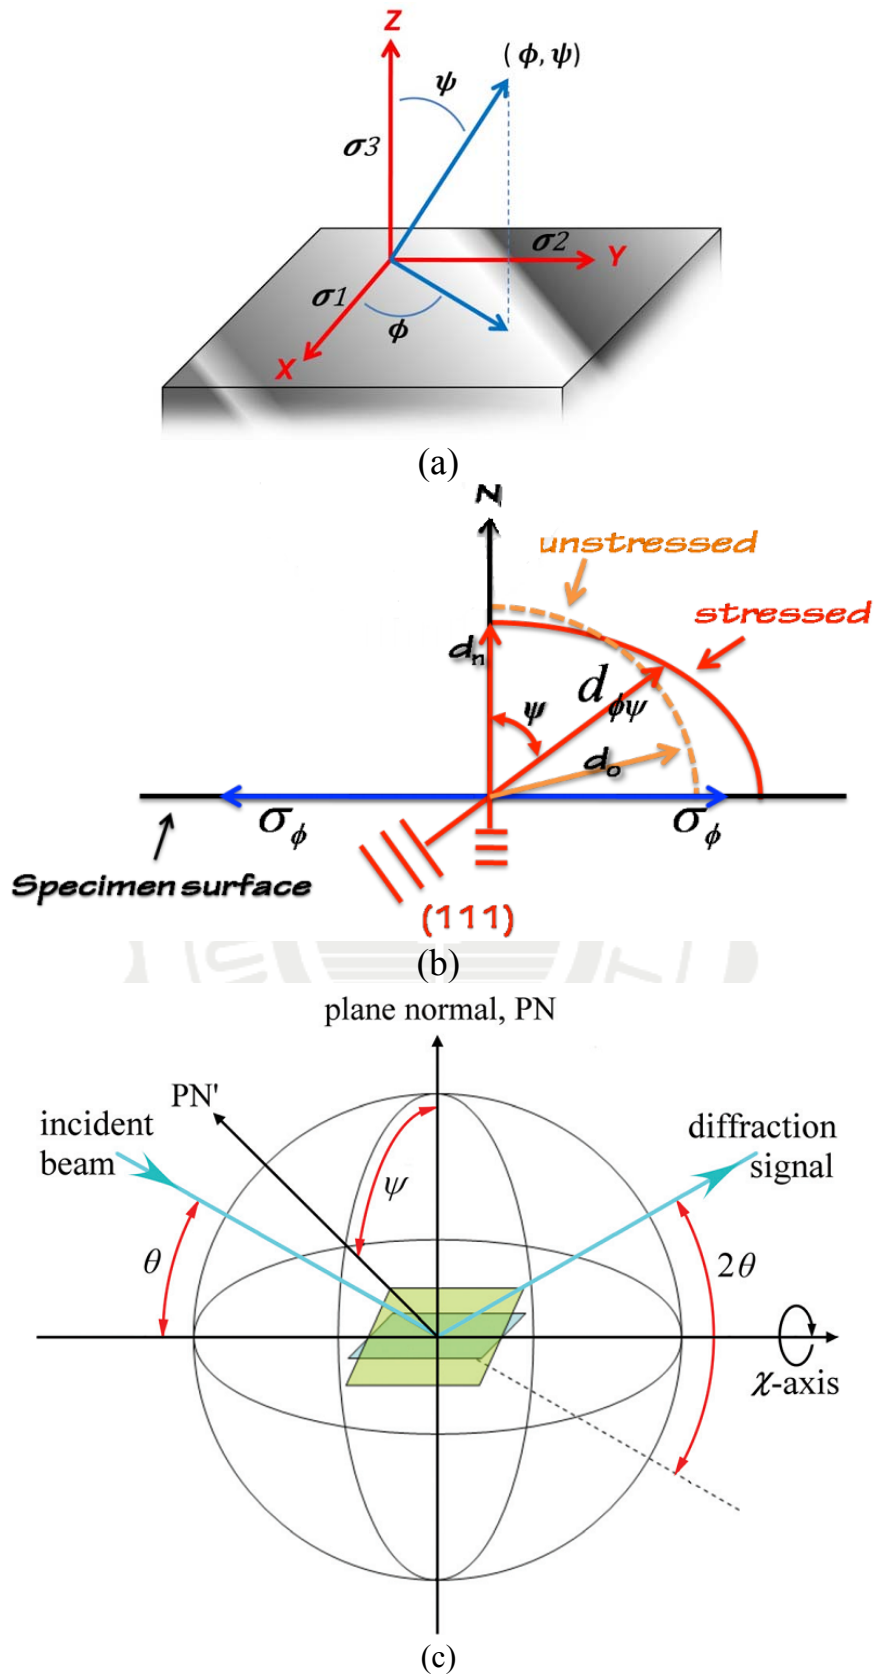 Z
(ϕ,ψ)
ψ
σ3
σ2
Y
σ1
ϕ
X
(a)
N
unstressed
stressed
dn
dϕψ
ψ
do
σϕ
σϕ
Specimen surface
(111)
(b)
plane normal, PN
PN'
incident
beam
diffraction
signal
ψ
θ
2θ
χ-axis
(c)